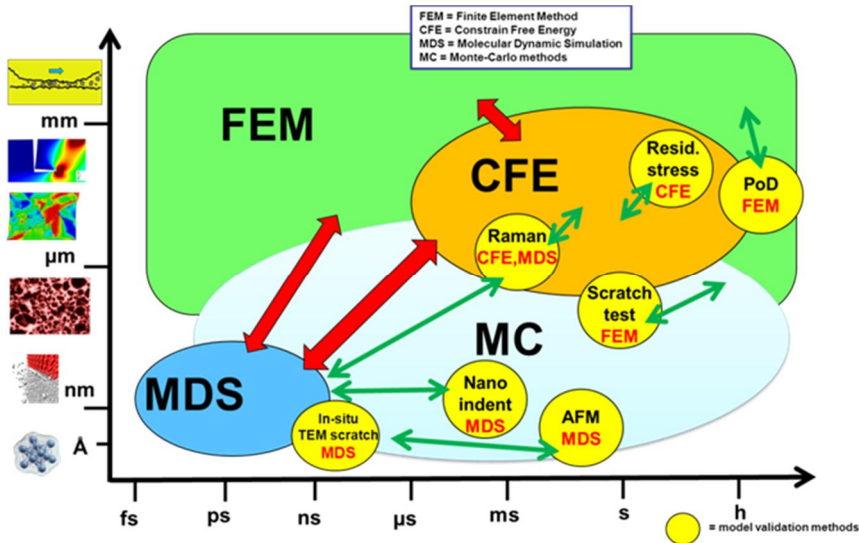 FEM = Finite Element Method
CFE = Constrain Free Energy
MDS = Molecular Dynamic Simulation
MC = Monte-Carlo methods
mm
FEM
CFE
Resid.
stress
CFE
PoD
FEM
Raman
CFE,MDS
µm
Scratch
test
FEM
MC
MDS
nm
Nano
indent
MDS
In-situ
TEM scratch
MDS
AFM
MDS
Å
fs
ps
ns
µs
ms
s
h
= model validation methods